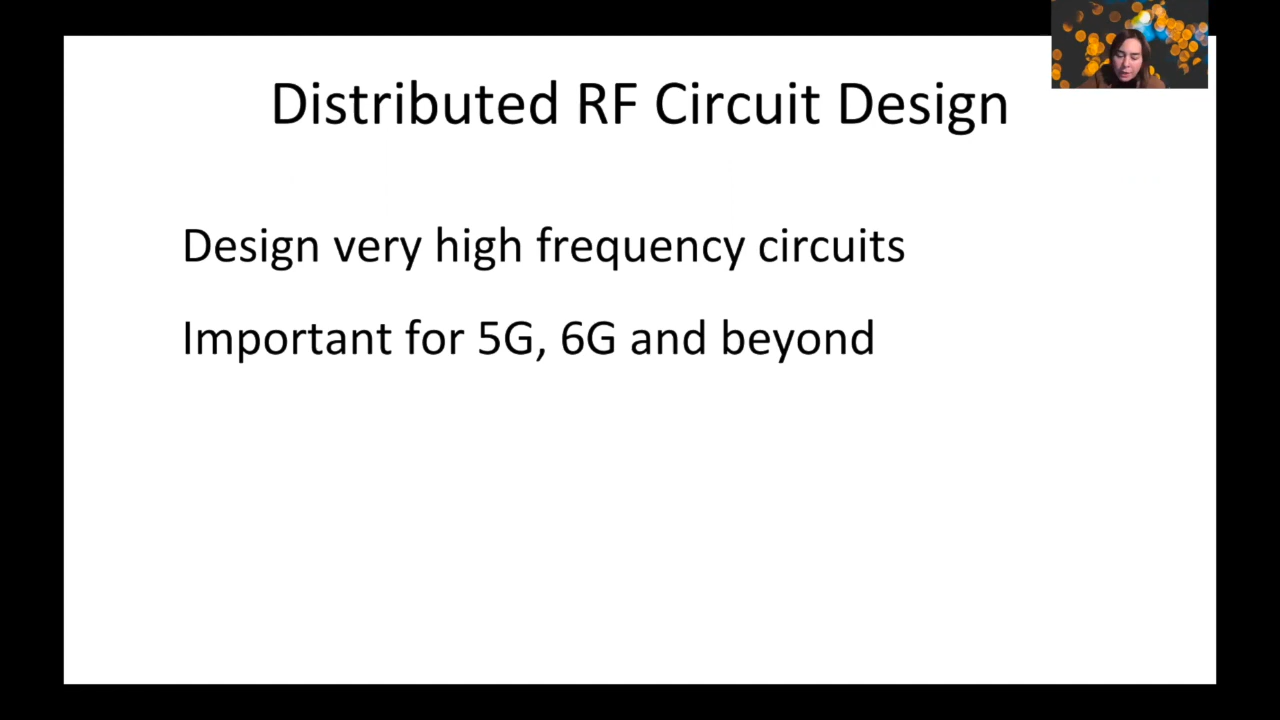 Distributed RF Circuit Design
Design very high frequency circuits
Important for 5G, 6G and beyond